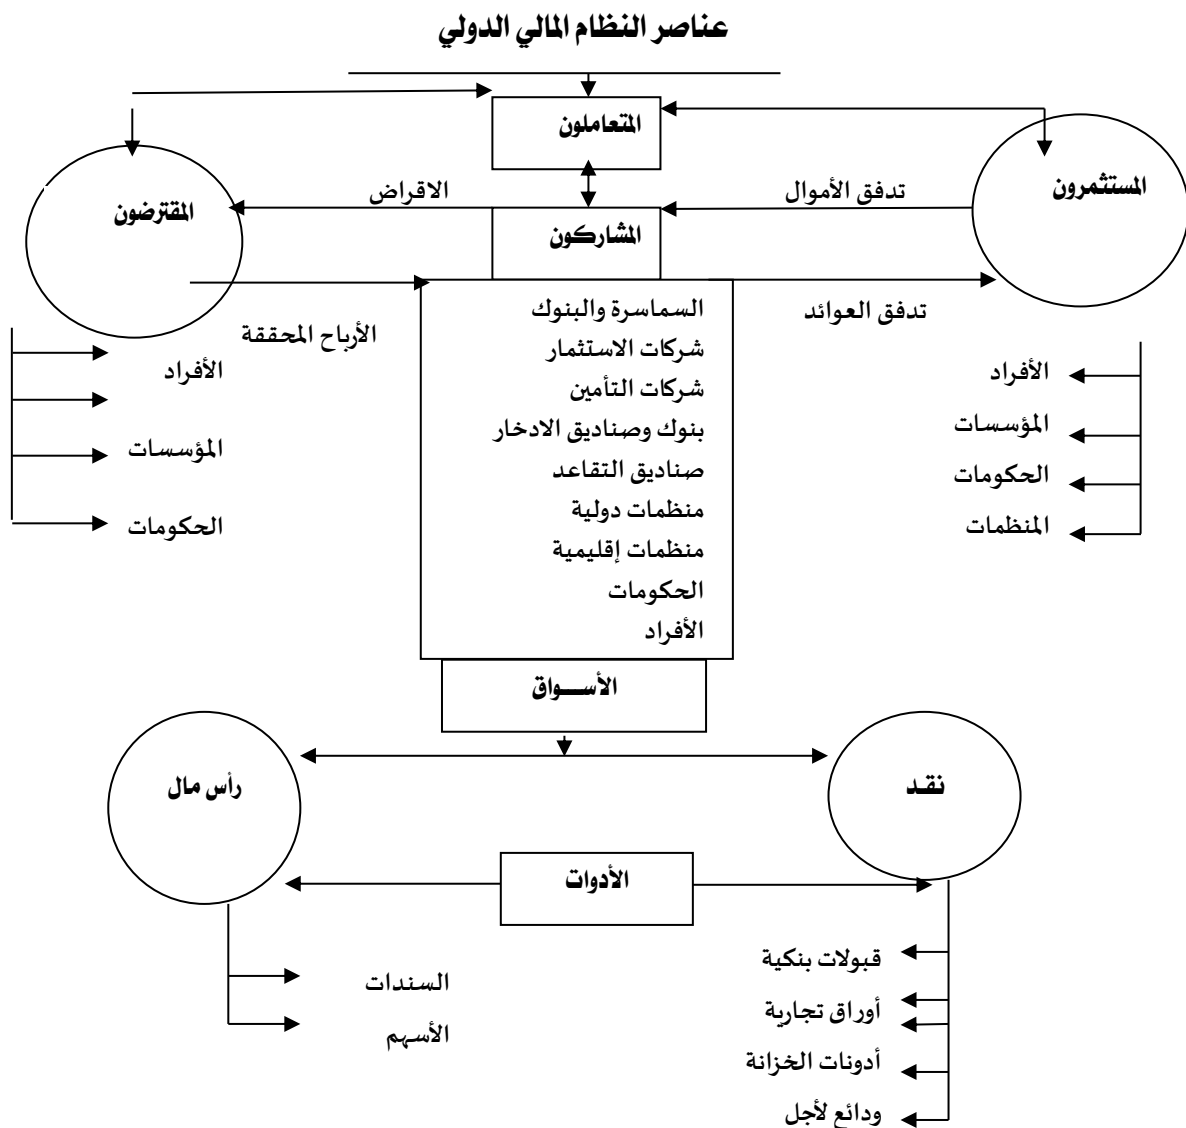 عناصر النظام المالي الدولي
المتعاملون
المستثمرون
تدفق الأموال
الاقراض
المقترضون
المشاركون
تدفق العوائد
الأرباح المحققة
السماسرة والبنوك
شركات الاستثمار
شركات التأمين
بنوك وصناديق الادخار
صناديق التقاعد
منظمات دولية
منظمات إقليمية
الحكومات
الأفراد
الأفراد
المؤسسات
الحكومات
المنظمات
الأفراد
المؤسسات
الحكومات
الأســـواق
نقـد
رأس مال
الأدوات
قبولات بنكية
أوراق تجارية
أدونات الخزانة
ودائع لأجل
السندات
الأسهم